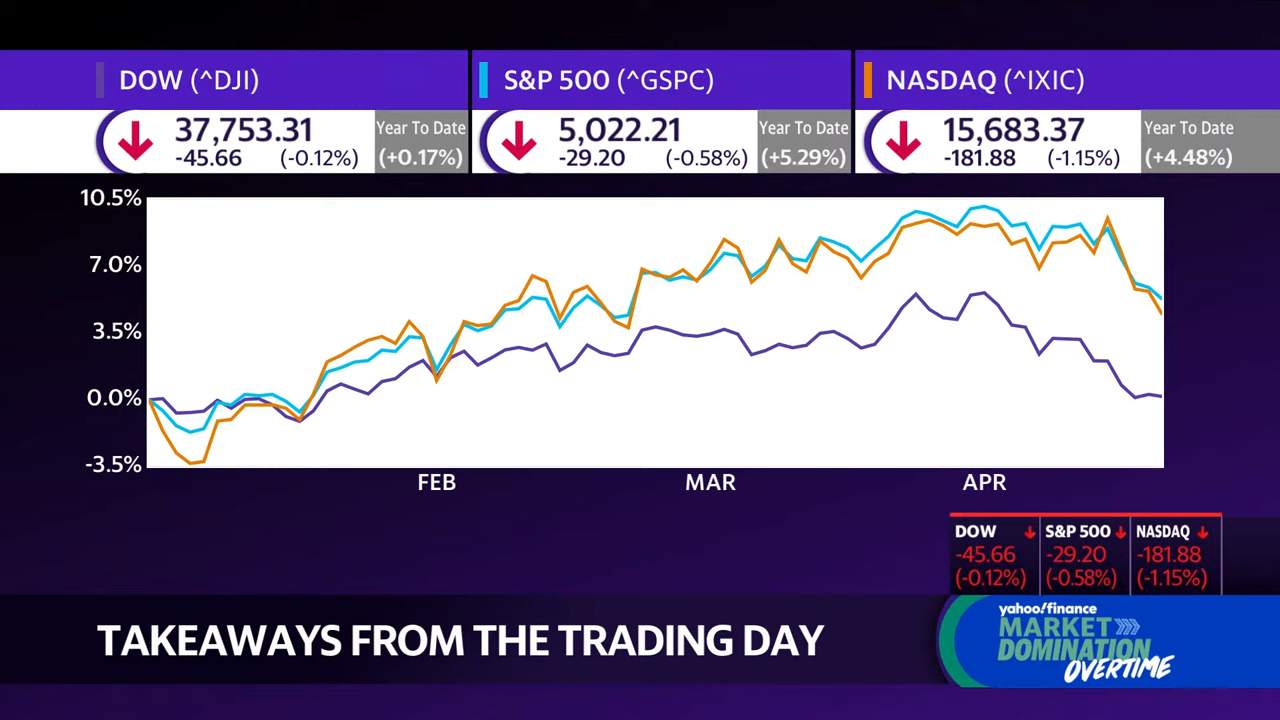 DOW (^DJI)
37,753.31
-45.66 (-0.12%)
Year To Date
(+0.17%)
S&P 500 (^GSPC)
5,022.21
-29.20 (-0.58%)
Year To Date
(+5.29%)
NASDAQ (^IXIC)
15,683.37
-181.88 (-1.15%)
Year To Date
(+4.48%)
10.5%
7.0%
3.5%
0.0%
-3.5%
FEB MAR APR
DOW
-45.66
(-0.12%)
S&P 500
-29.20
(-0.58%)
NASDAQ
-181.88
(-1.15%)
TAKEAWAYS FROM THE TRADING DAY
yahoo!finance
MARKET
DOMINATION
OVERTIME